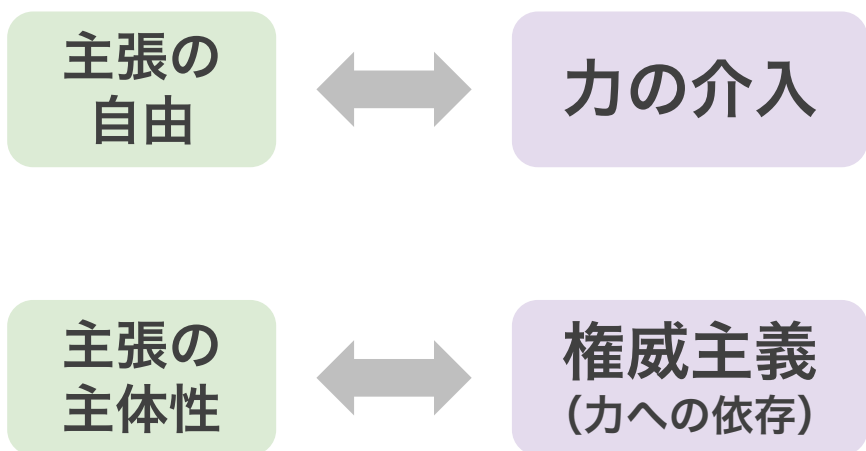 主張の
自由
力の介入
主張の
主体性
権威主義
（力への依存）